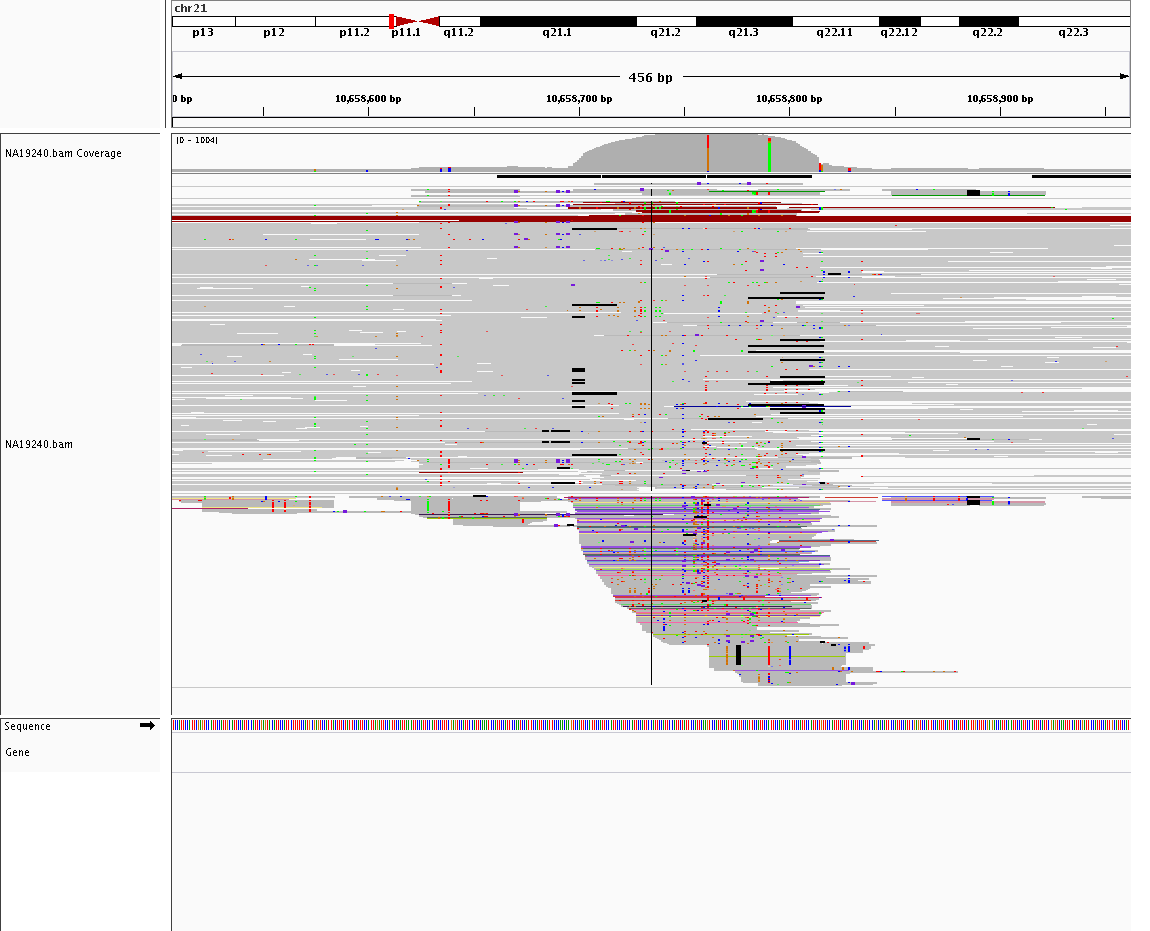 chr21
p13 p12 p11.2 p11.1 q11.2 q21.1 q21.2 q21.3 q22.11 q22.12 q22.2 q22.3
456 bp
0 bp 10,658,600 bp 10,658,700 bp 10,658,800 bp 10,658,900 bp
[0 - 1004]
NA19240.bam Coverage
NA19240.bam
Sequence
Gene